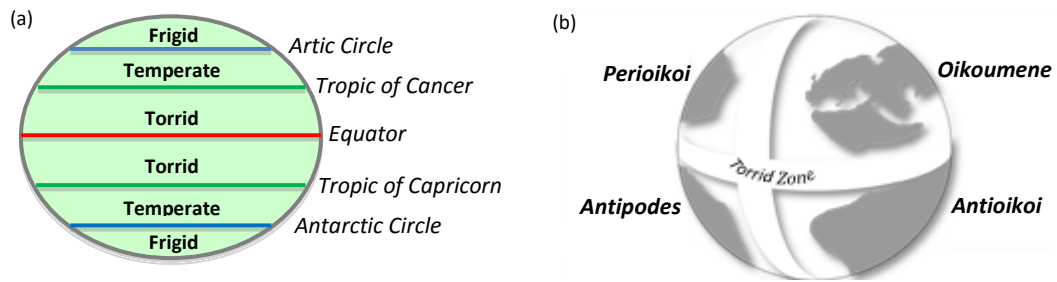 (a)
Frigid
Artic Circle
Temperate
Tropic of Cancer
Torrid
Equator
Torrid
Tropic of Capricorn
Temperate
Antarctic Circle
Frigid
(b)
Perioikoi
Oikoumene
Torrid Zone
Antipodes
Antioikoi